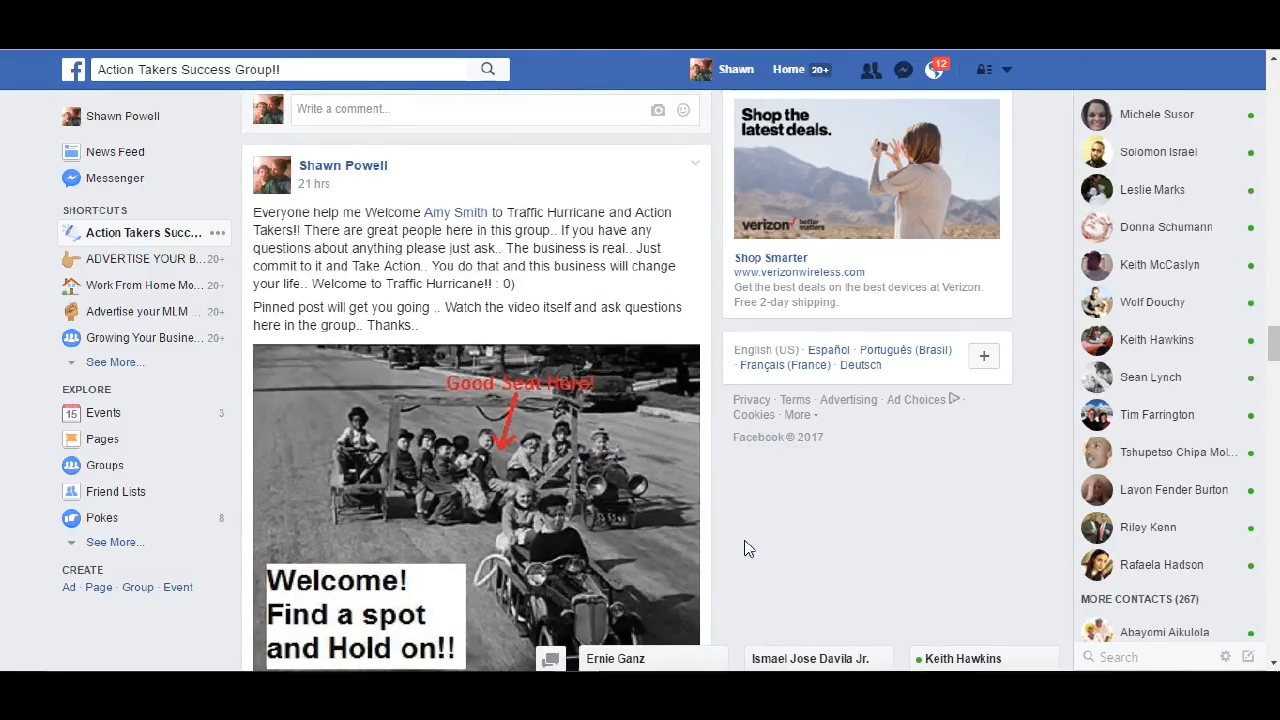 Action Takers Success Group!!
Shawn
Home 20+
12
Shawn Powell
News Feed
Messenger
SHORTCUTS
Takers Succ...
ADVERTISE YOUR B... 20+
Work From Home Mo... 20+
Advertise your MLM 20+
Growing Your Busine... 20+
See More...
EXPLORE
15 Events 3
Pages
Groups
Friend Lists
Pokes 8
See More...
CREATE
Ad · Page · Group · Event
Write a comment...
Shawn Powell
21 hrs
Everyone help me Welcome Amy Smith to Traffic Hurricane and Action
Takers!! There are great people here in this group.. If you have any
questions about anything please just ask.. The business is real.. Just
commit to it and Take Action.. You do that and this business will change
your life.. Welcome to Traffic Hurricane!! : 0)
Pinned post will get you going .. Watch the video itself and ask questions
here in the group.. Thanks..
Good Seat Here!
Welcome!
Find a spot
and Hold on!!
Shop the
latest deals.
verizon✓ better
matters
Shop Smarter
www.verizonwireless.com
Get the best deals on the best devices at Verizon.
Free 2-day shipping.
English (US) · Español · Português (Brasil)
· Français (France) · Deutsch
Privacy · Terms · Advertising · Ad Choices ·
Cookies · More
Facebook © 2017
Michele Susor
Solomon Israel
Leslie Marks
Donna Schumann
Keith McCaslyn
Wolf Douchy
Keith Hawkins
Sean Lynch
Tim Farrington
Tshupetso Chipa Mol...
Lavon Fender Burton
Riley Kenn
Rafaela Hadson
MORE CONTACTS (267)
Abayomi Aikulola
Search
Ernie Ganz
Ismael Jose Davila Jr.
Keith Hawkins